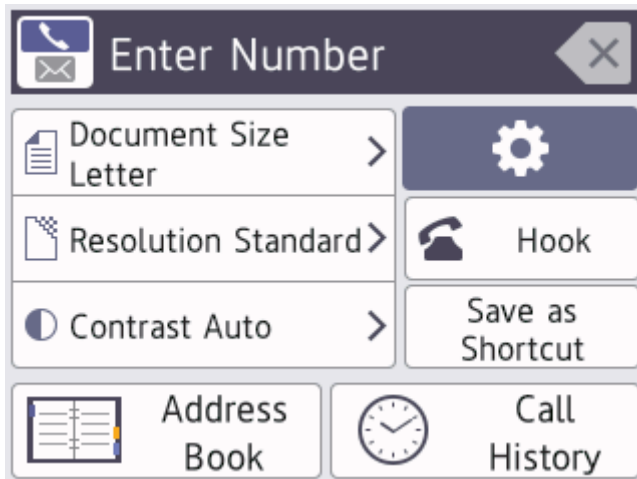 Enter Number
Document Size
Letter
Resolution Standard
Hook
Contrast Auto
Save as
Shortcut
Address
Book
Call
History